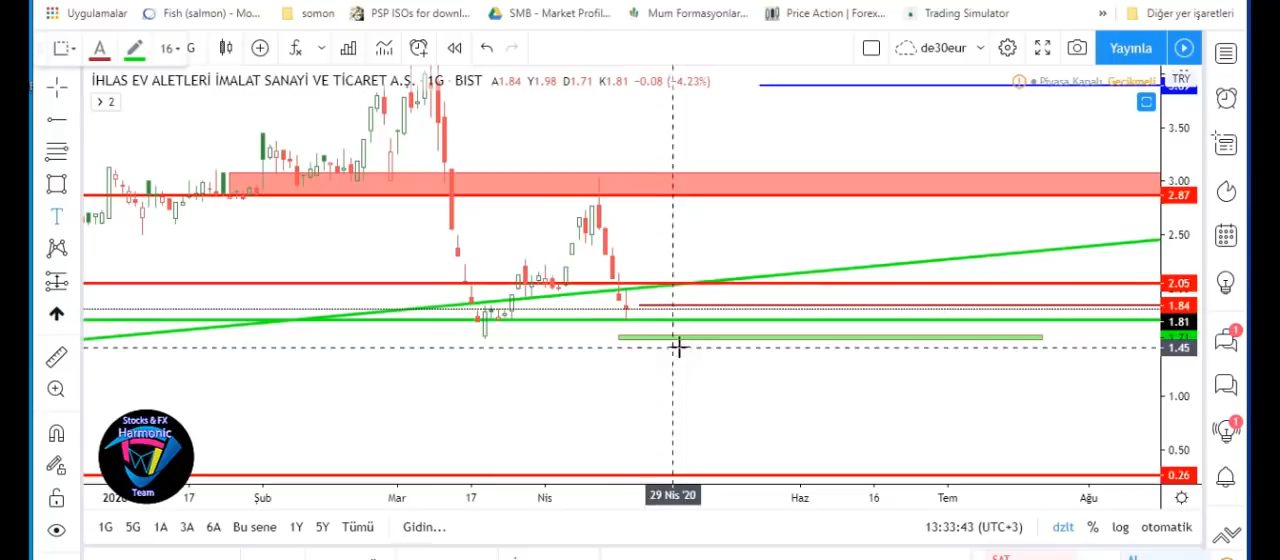 Uygulamalar
Fish (salmon) - Mo...
somon
PSP ISOs for downl...
SMB - Market Profil...
Mum Formasyonlar...
Price Action | Forex...
Trading Simulator
»
Diğer yer işaretleri
16
G
de30eur
Yayınla
İHLAS EV ALETLERİ İMALAT SANAYİ VE TİCARET A.Ş. · 1G · BIST A1.84 Y1.98 D1.71 K1.81 −0.08 (−4.23%)
Piyasa Kapalı Gecikmeli
TRY
2
3.50
3.00
2.87
2.50
2.05
1.84
1.81
1.45
1.00
0.50
0.26
Stocks & FX
Harmonic
Team
17
Şub
Mar
17
Nis
29 Nis '20
Haz
16
Tem
Ağu
1G 5G 1A 3A 6A Bu sene 1Y 5Y Tümü Gidin...
13:33:43 (UTC+3) dzlt % log otomatik
1
1